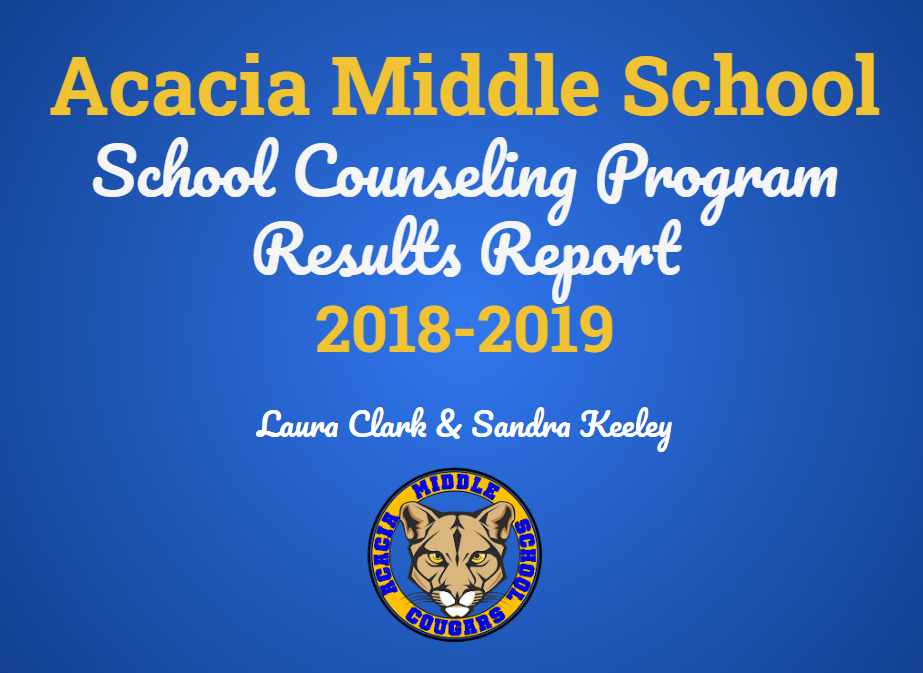 Acacia Middle School
School Counseling Program
Results Report
2018-2019
Laura Clark & Sandra Keeley
ACACIA MIDDLE SCHOOL
COUGARS